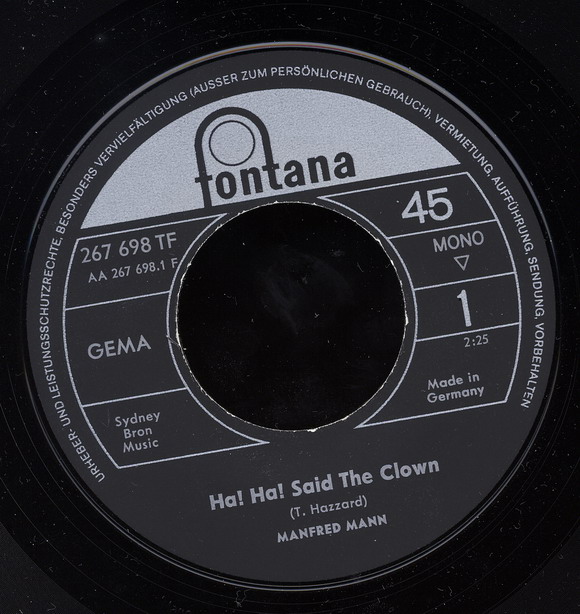 URHEBER- UND LEISTUNGSSCHUTZRECHTE, BESONDERS VERVIELFÄLTIGUNG (AUSSER ZUM PERSÖNLICHEN GEBRAUCH), VERMIETUNG, AUFFÜHRUNG, SENDUNG, VORBEHALTEN
fontana
267 698 TF
AA 267 698.1 F
GEMA
Sydney
Bron
Music
45
MONO
1
2:25
Made in
Germany
Ha! Ha! Said The Clown
(T. Hazzard)
MANFRED MANN